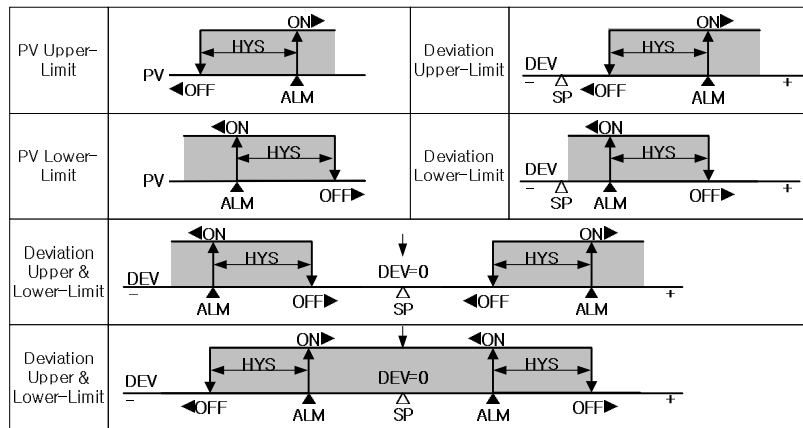 PV Upper-
Limit
ON▶
HYS
PV
◀OFF
ALM
Deviation
Upper-Limit
ON▶
HYS
DEV
−
SP
◀OFF
ALM
+
PV Lower-
Limit
◀ON
HYS
PV
ALM
OFF▶
Deviation
Lower-Limit
◀ON
HYS
DEV
−
SP
ALM
OFF▶
+
Deviation
Upper &
Lower-Limit
◀ON
HYS
DEV
−
ALM
OFF▶
DEV=0
SP
ON▶
HYS
◀OFF
ALM
+
Deviation
Upper &
Lower-Limit
ON▶
HYS
DEV
−
◀OFF
ALM
DEV=0
SP
◀ON
HYS
ALM
OFF▶
+